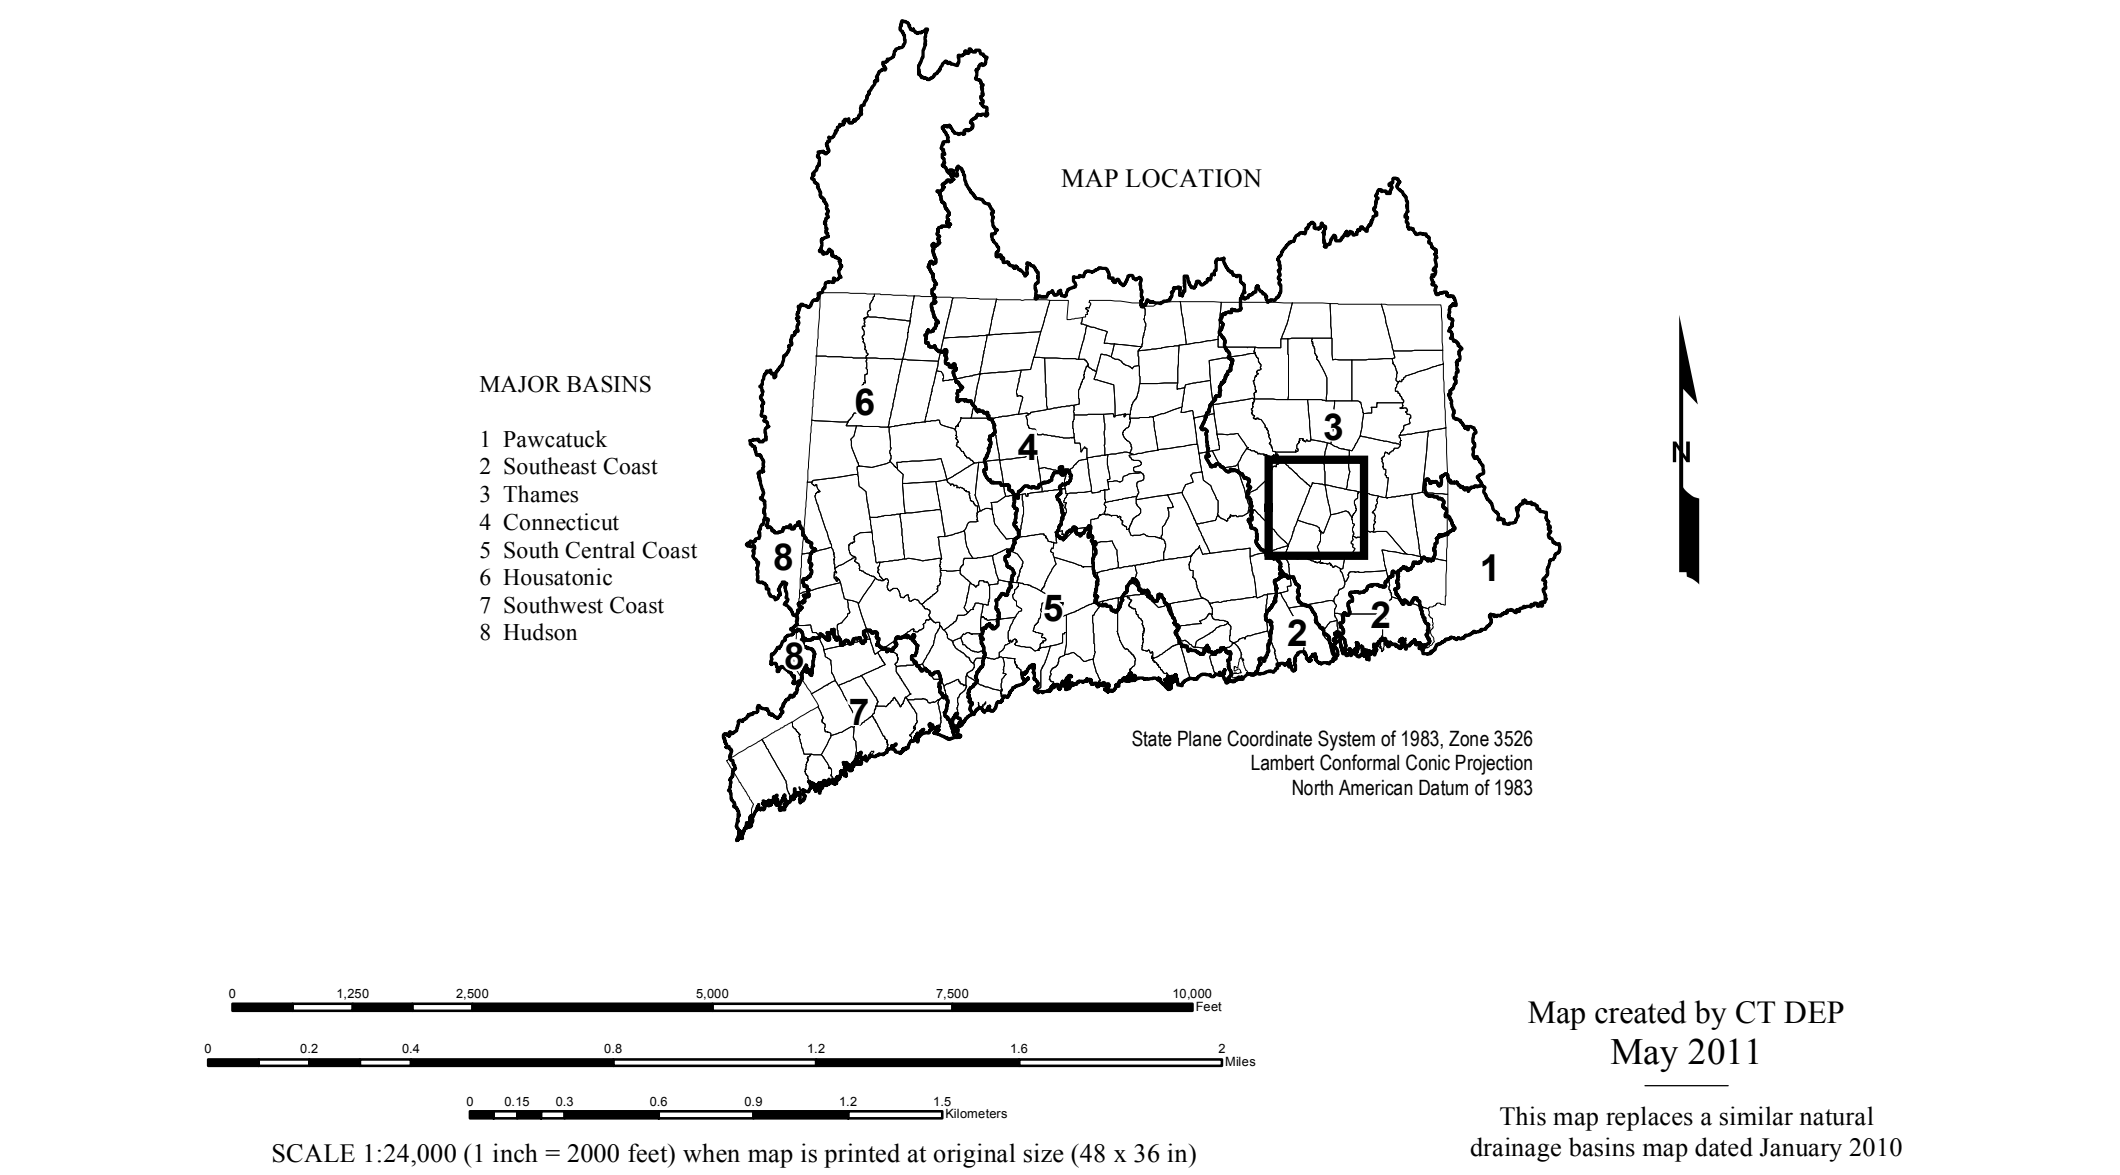 MAP LOCATION
MAJOR BASINS
1 Pawcatuck
2 Southeast Coast
3 Thames
4 Connecticut
5 South Central Coast
6 Housatonic
7 Southwest Coast
8 Hudson
6
4
3
N
8
1
5
2
2
8
7
State Plane Coordinate System of 1983, Zone 3526
Lambert Conformal Conic Projection
North American Datum of 1983
0 1,250 2,500 5,000 7,500 10,000
Feet
0 0.2 0.4 0.8 1.2 1.6 2
Miles
0 0.15 0.3 0.6 0.9 1.2 1.5
Kilometers
SCALE 1:24,000 (1 inch = 2000 feet) when map is printed at original size (48 x 36 in)
Map created by CT DEP
May 2011
This map replaces a similar natural
drainage basins map dated January 2010